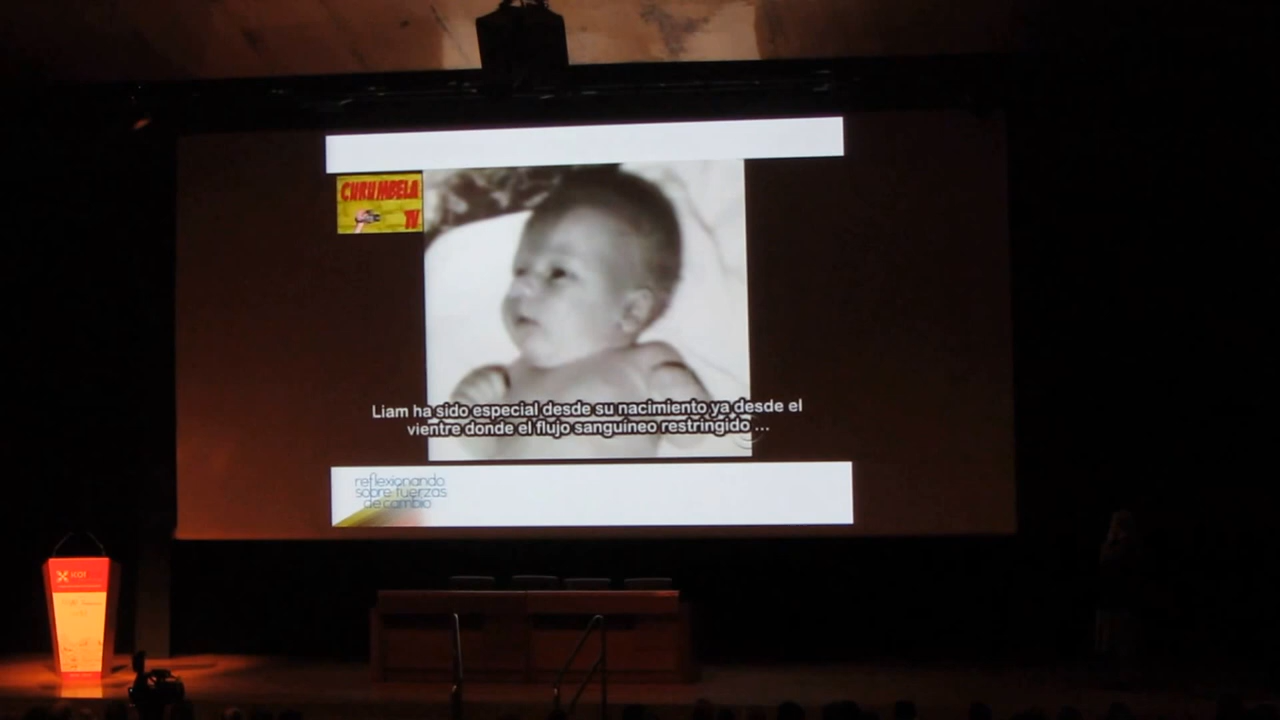 CURUMBELA
TV
Liam ha sido especial desde su nacimiento ya desde el
vientre donde el flujo sanguíneo restringido ...
reflexionando
sobre fuerzas
de cambio